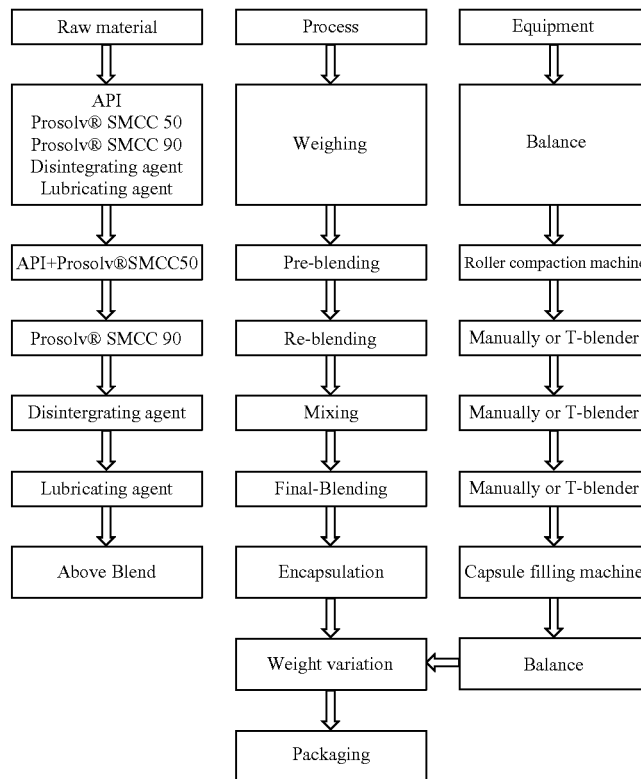 Raw material
Process
Equipment
API
Prosolv® SMCC 50
Prosolv® SMCC 90
Disintegrating agent
Lubricating agent
Weighing
Balance
API+Prosolv®SMCC50
Pre-blending
Roller compaction machine
Prosolv® SMCC 90
Re-blending
Manually or T-blender
Disintergrating agent
Mixing
Manually or T-blender
Lubricating agent
Final-Blending
Manually or T-blender
Above Blend
Encapsulation
Capsule filling machine
Weight variation
Balance
Packaging